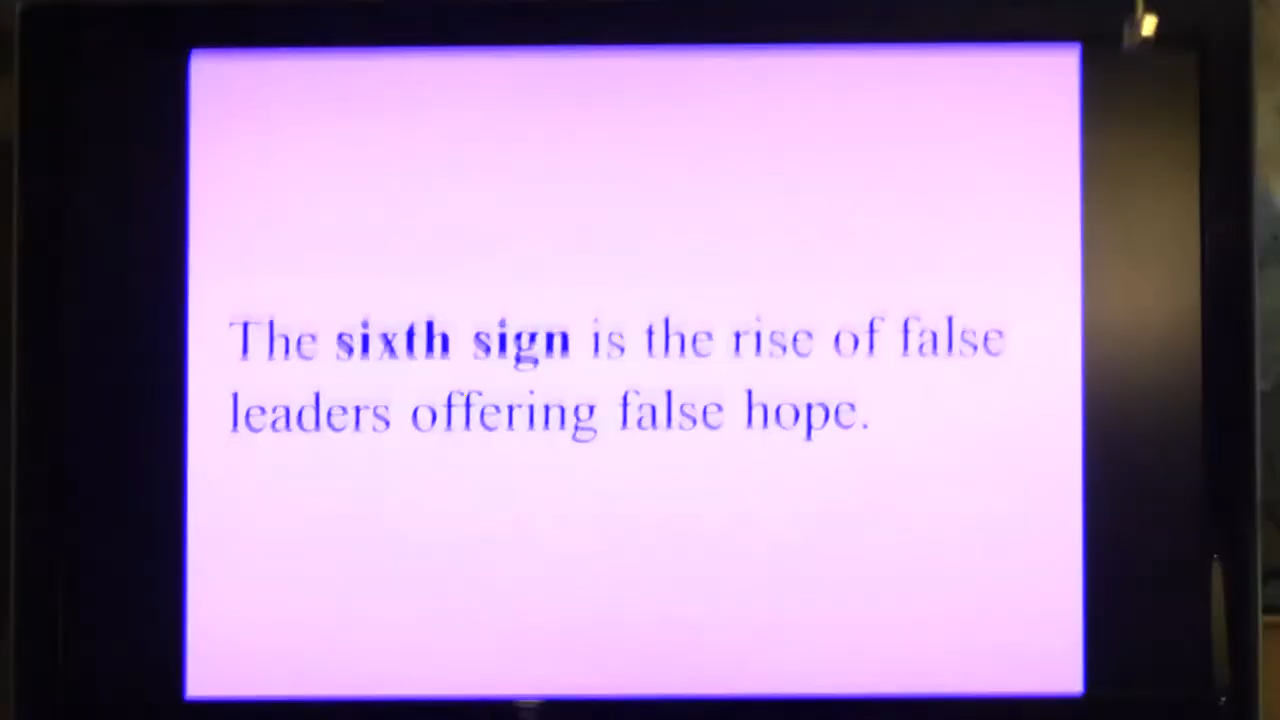 The sixth sign is the rise of false
leaders offering false hope.